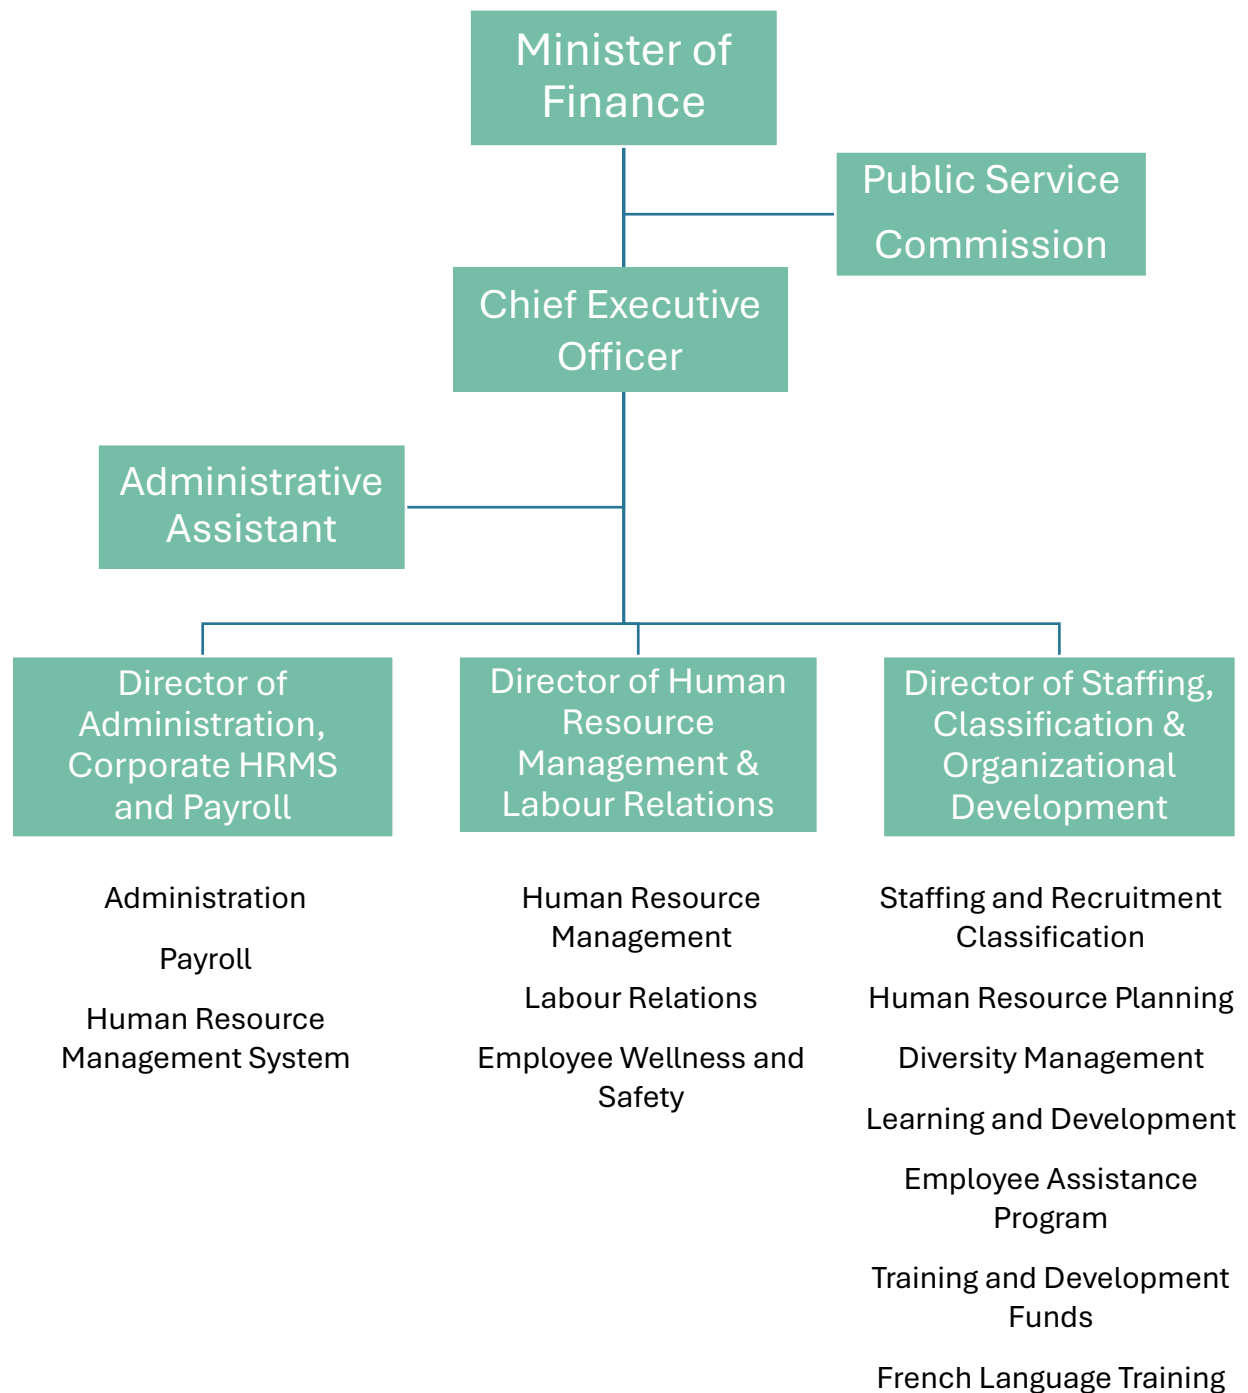 Minister of
Finance
Public Service
Commission
Chief Executive
Officer
Administrative
Assistant
Director of
Administration,
Corporate HRMS
and Payroll
Director of Human
Resource
Management &
Labour Relations
Director of Staffing,
Classification &
Organizational
Development
Administration
Payroll
Human Resource
Management System
Human Resource
Management
Labour Relations
Employee Wellness and
Safety
Staffing and Recruitment
Classification
Human Resource Planning
Diversity Management
Learning and Development
Employee Assistance
Program
Training and Development
Funds
French Language Training